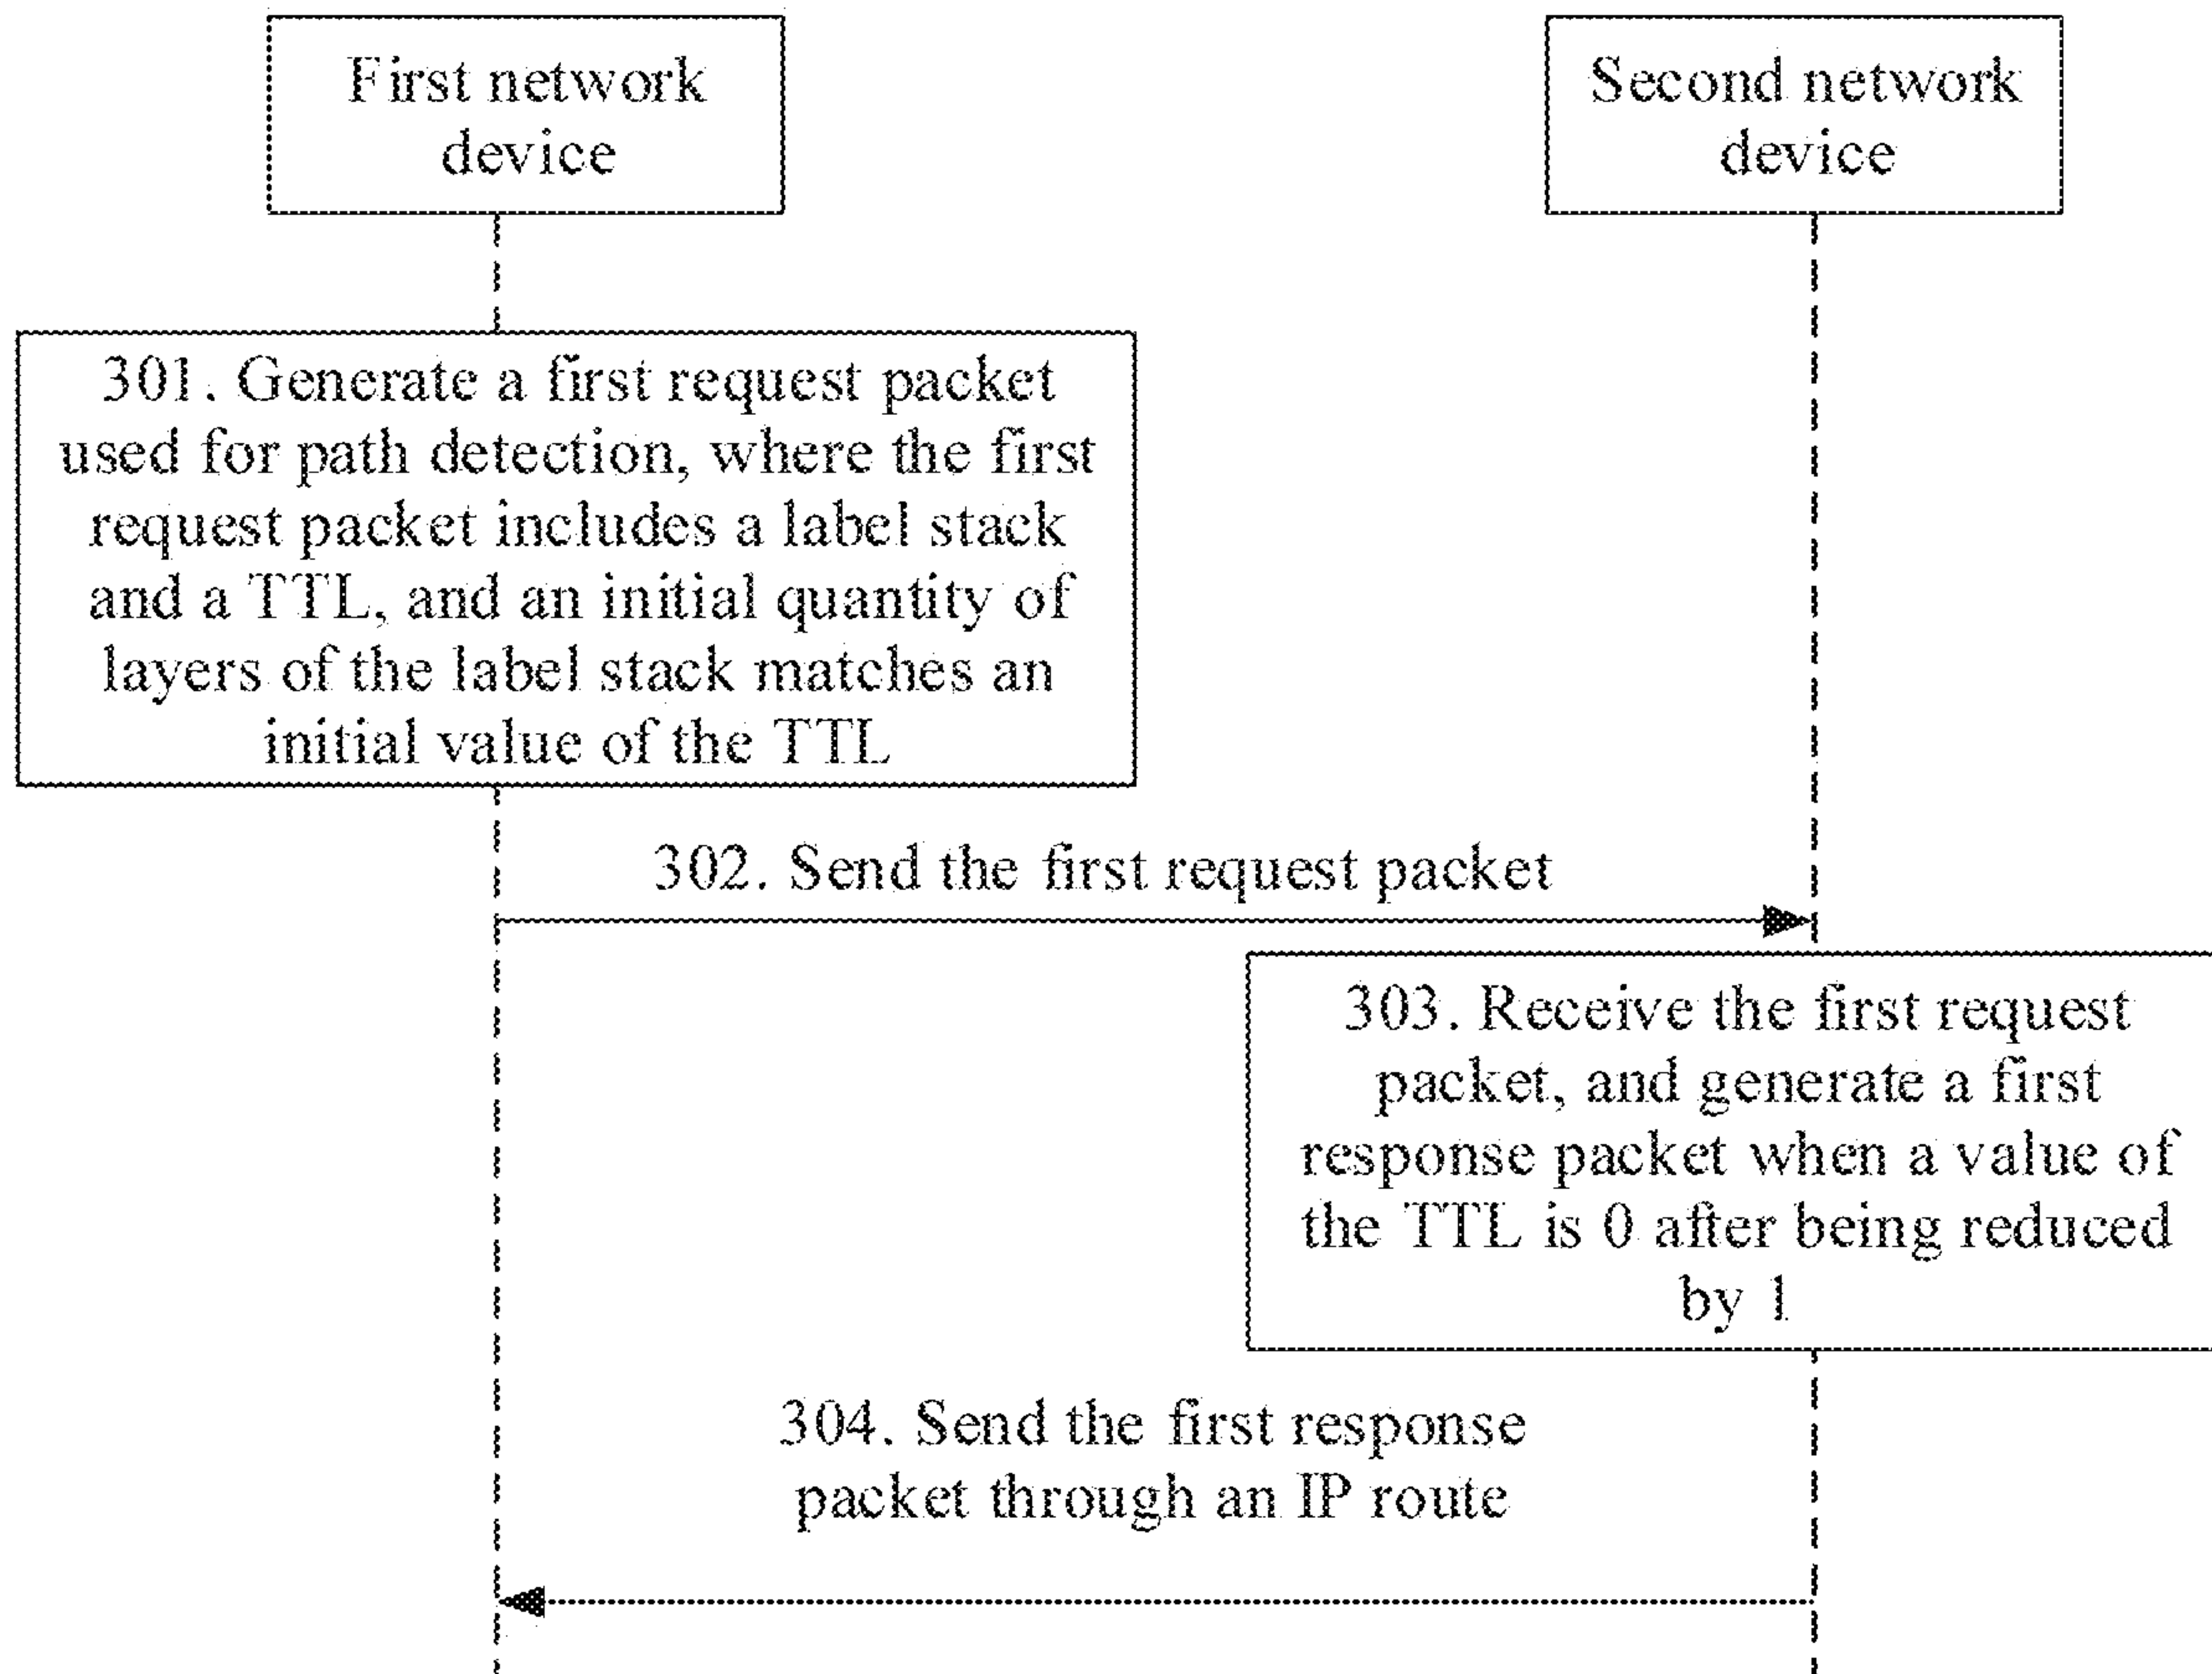 First network
device
Second network
device
301. Generate a first request packet
used for path detection, where the first
request packet includes a label stack
and a TTL, and an initial quantity of
layers of the label stack matches an
initial value of the TTL
302. Send the first request packet
303. Receive the first request
packet, and generate a first
response packet when a value of
the TTL is 0 after being reduced
by 1
304. Send the first response
packet through an IP route